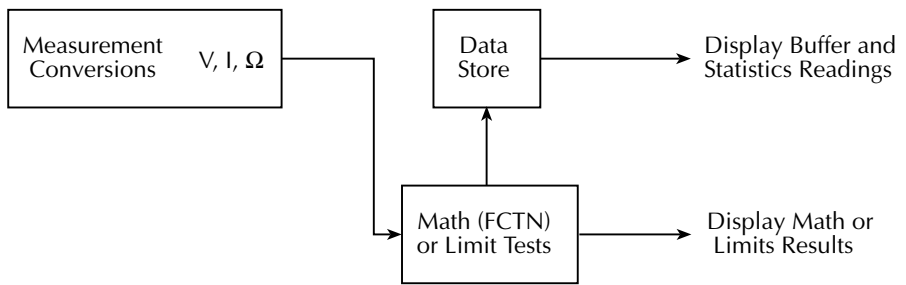 Measurement
Conversions
V, I, Ω
Data
Store
Display Buffer and
Statistics Readings
Math (FCTN)
or Limit Tests
Display Math or
Limits Results